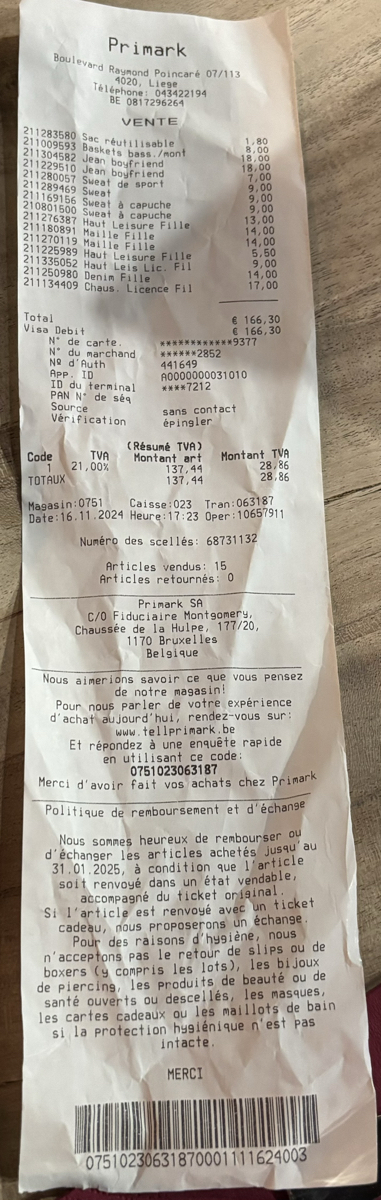 Primark
Boulevard Raymond Poincaré 07/113
4020, Liege
Téléphone: 043422194
BE 0817296264
VENTE
211283580 Sac réutilisable 1,80
211009593 Baskets bass./mont 8,00
211304582 Jean boyfriend 18,00
211229510 Jean boyfriend 18,00
211280057 Sweat de sport 7,00
211289469 Sweat 9,00
211169156 Sweat à capuche 9,00
210801500 Sweat à capuche 9,00
211276387 Haut Leisure Fille 13,00
211180891 Maille Fille 14,00
211270119 Maille Fille 14,00
211225989 Haut Leisure Fille 5,50
211335052 Haut Leis Lic. Fil 9,00
211250980 Denim Fille 14,00
211134409 Chaus. Licence Fil 17,00
Total € 166,30
Visa Debit € 166,30
N° de carte. ************9377
N° du marchand ******2852
Nº d'Auth 441649
App. ID A0000000031010
ID du terminal ****7212
PAN N° de séq
Source sans contact
Vérification épingler
(Résumé TVA)
Code TVA Montant art Montant TVA
1 21,00% 137,44 28,86
TOTAUX 137,44 28,86
Magasin:0751 Caisse:023 Tran:063187
Date:16.11.2024 Heure:17:23 Oper:10657911
Numéro des scellés: 68731132
Articles vendus: 15
Articles retournés: 0
Primark SA
C/O Fiduciaire Montgomery,
Chaussée de la Hulpe, 177/20,
1170 Bruxelles
Belgique
Nous aimerions savoir ce que vous pensez
de notre magasin!
Pour nous parler de votre expérience
d'achat aujourd'hui, rendez-vous sur:
www.tellprimark.be
Et répondez à une enquête rapide
en utilisant ce code:
0751023063187
Merci d'avoir fait vos achats chez Primark
Politique de remboursement et d'échange
Nous sommes heureux de rembourser ou
d'échanger les articles achetés jusqu'au
31.01.2025, à condition que l'article
soit renvoyé dans un état vendable,
accompagné du ticket original.
Si l'article est renvoyé avec un ticket
cadeau, nous proposerons un échange.
Pour des raisons d'hygiène, nous
n'acceptons pas le retour de slips ou de
boxers (y compris les lots), les bijoux
de piercing, les produits de beauté ou de
santé ouverts ou descellés, les masques,
les cartes cadeaux ou les maillots de bain
si la protection hygiénique n'est pas
intacte.
MERCI
07510230631870001111624003